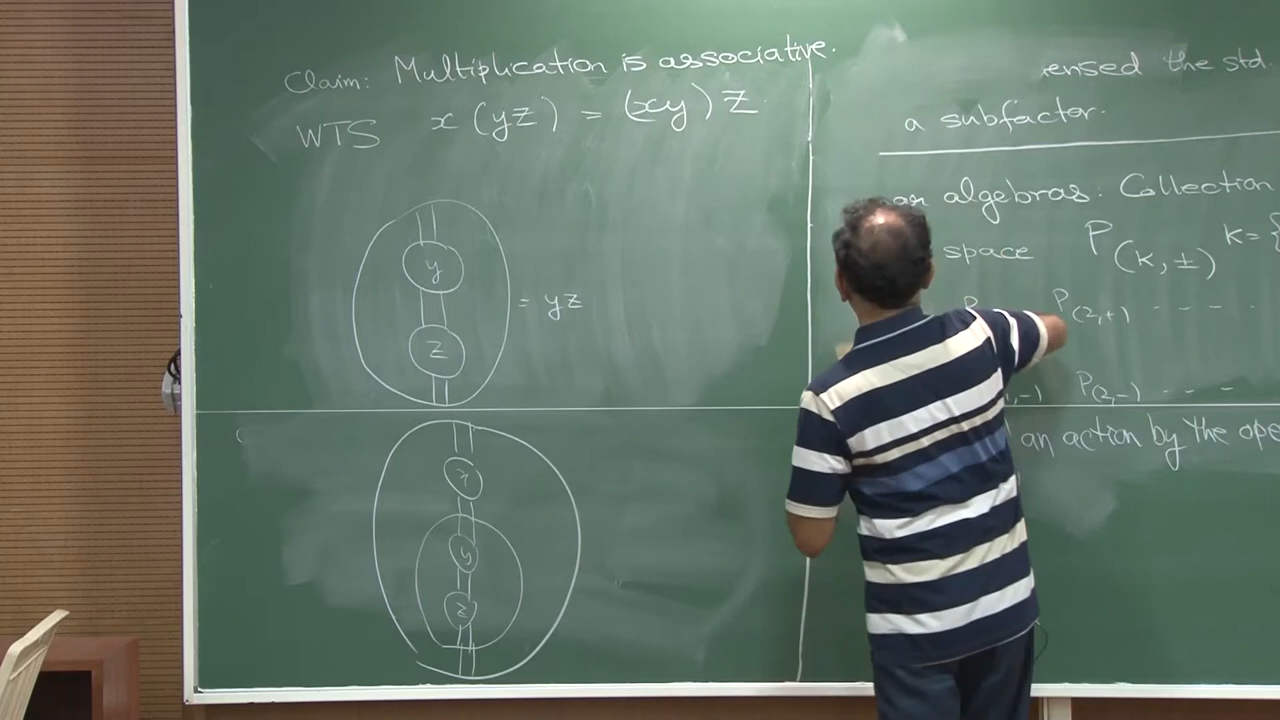 Claim: Multiplication is associative.
WTS x (yz) = (xy) z
y
z
= yz
x
y
z
the std.
a subfactor.
algebras: Collection
space P(K,±) K={
P P(2,+) - - - .
P(2,-) . . - -
an action by the ope